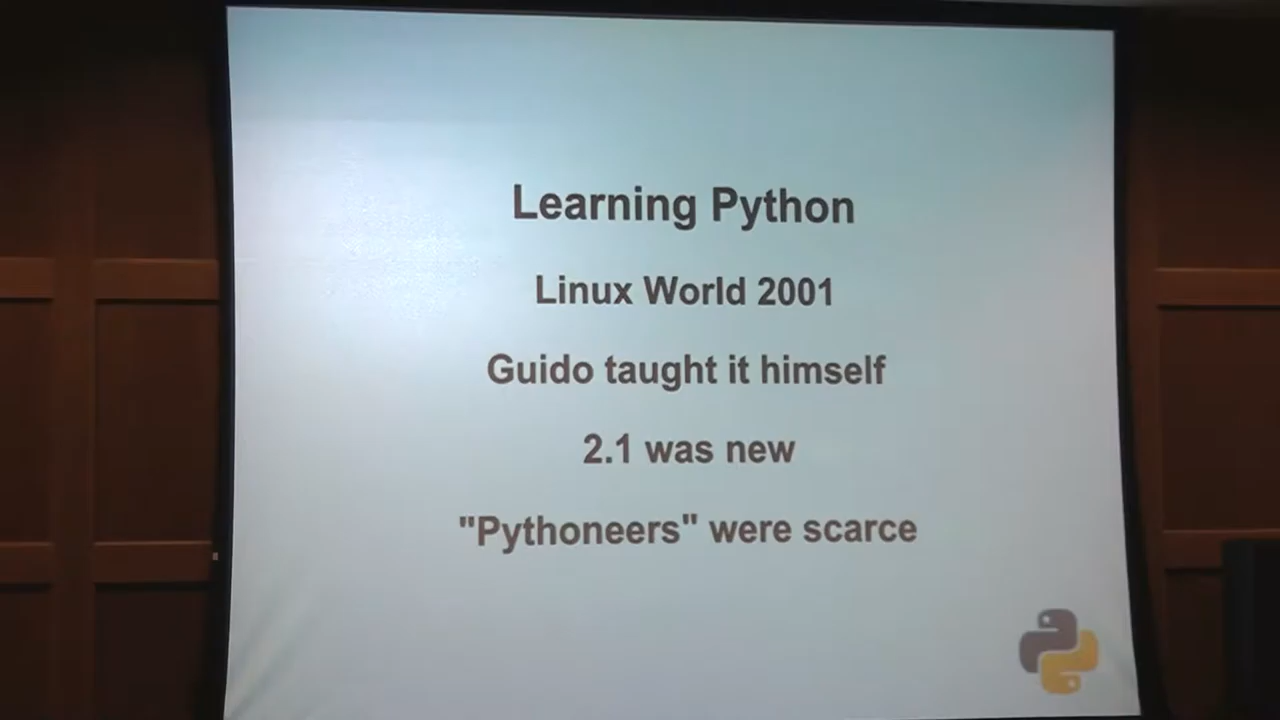 Learning Python
Linux World 2001
Guido taught it himself
2.1 was new
"Pythoneers" were scarce